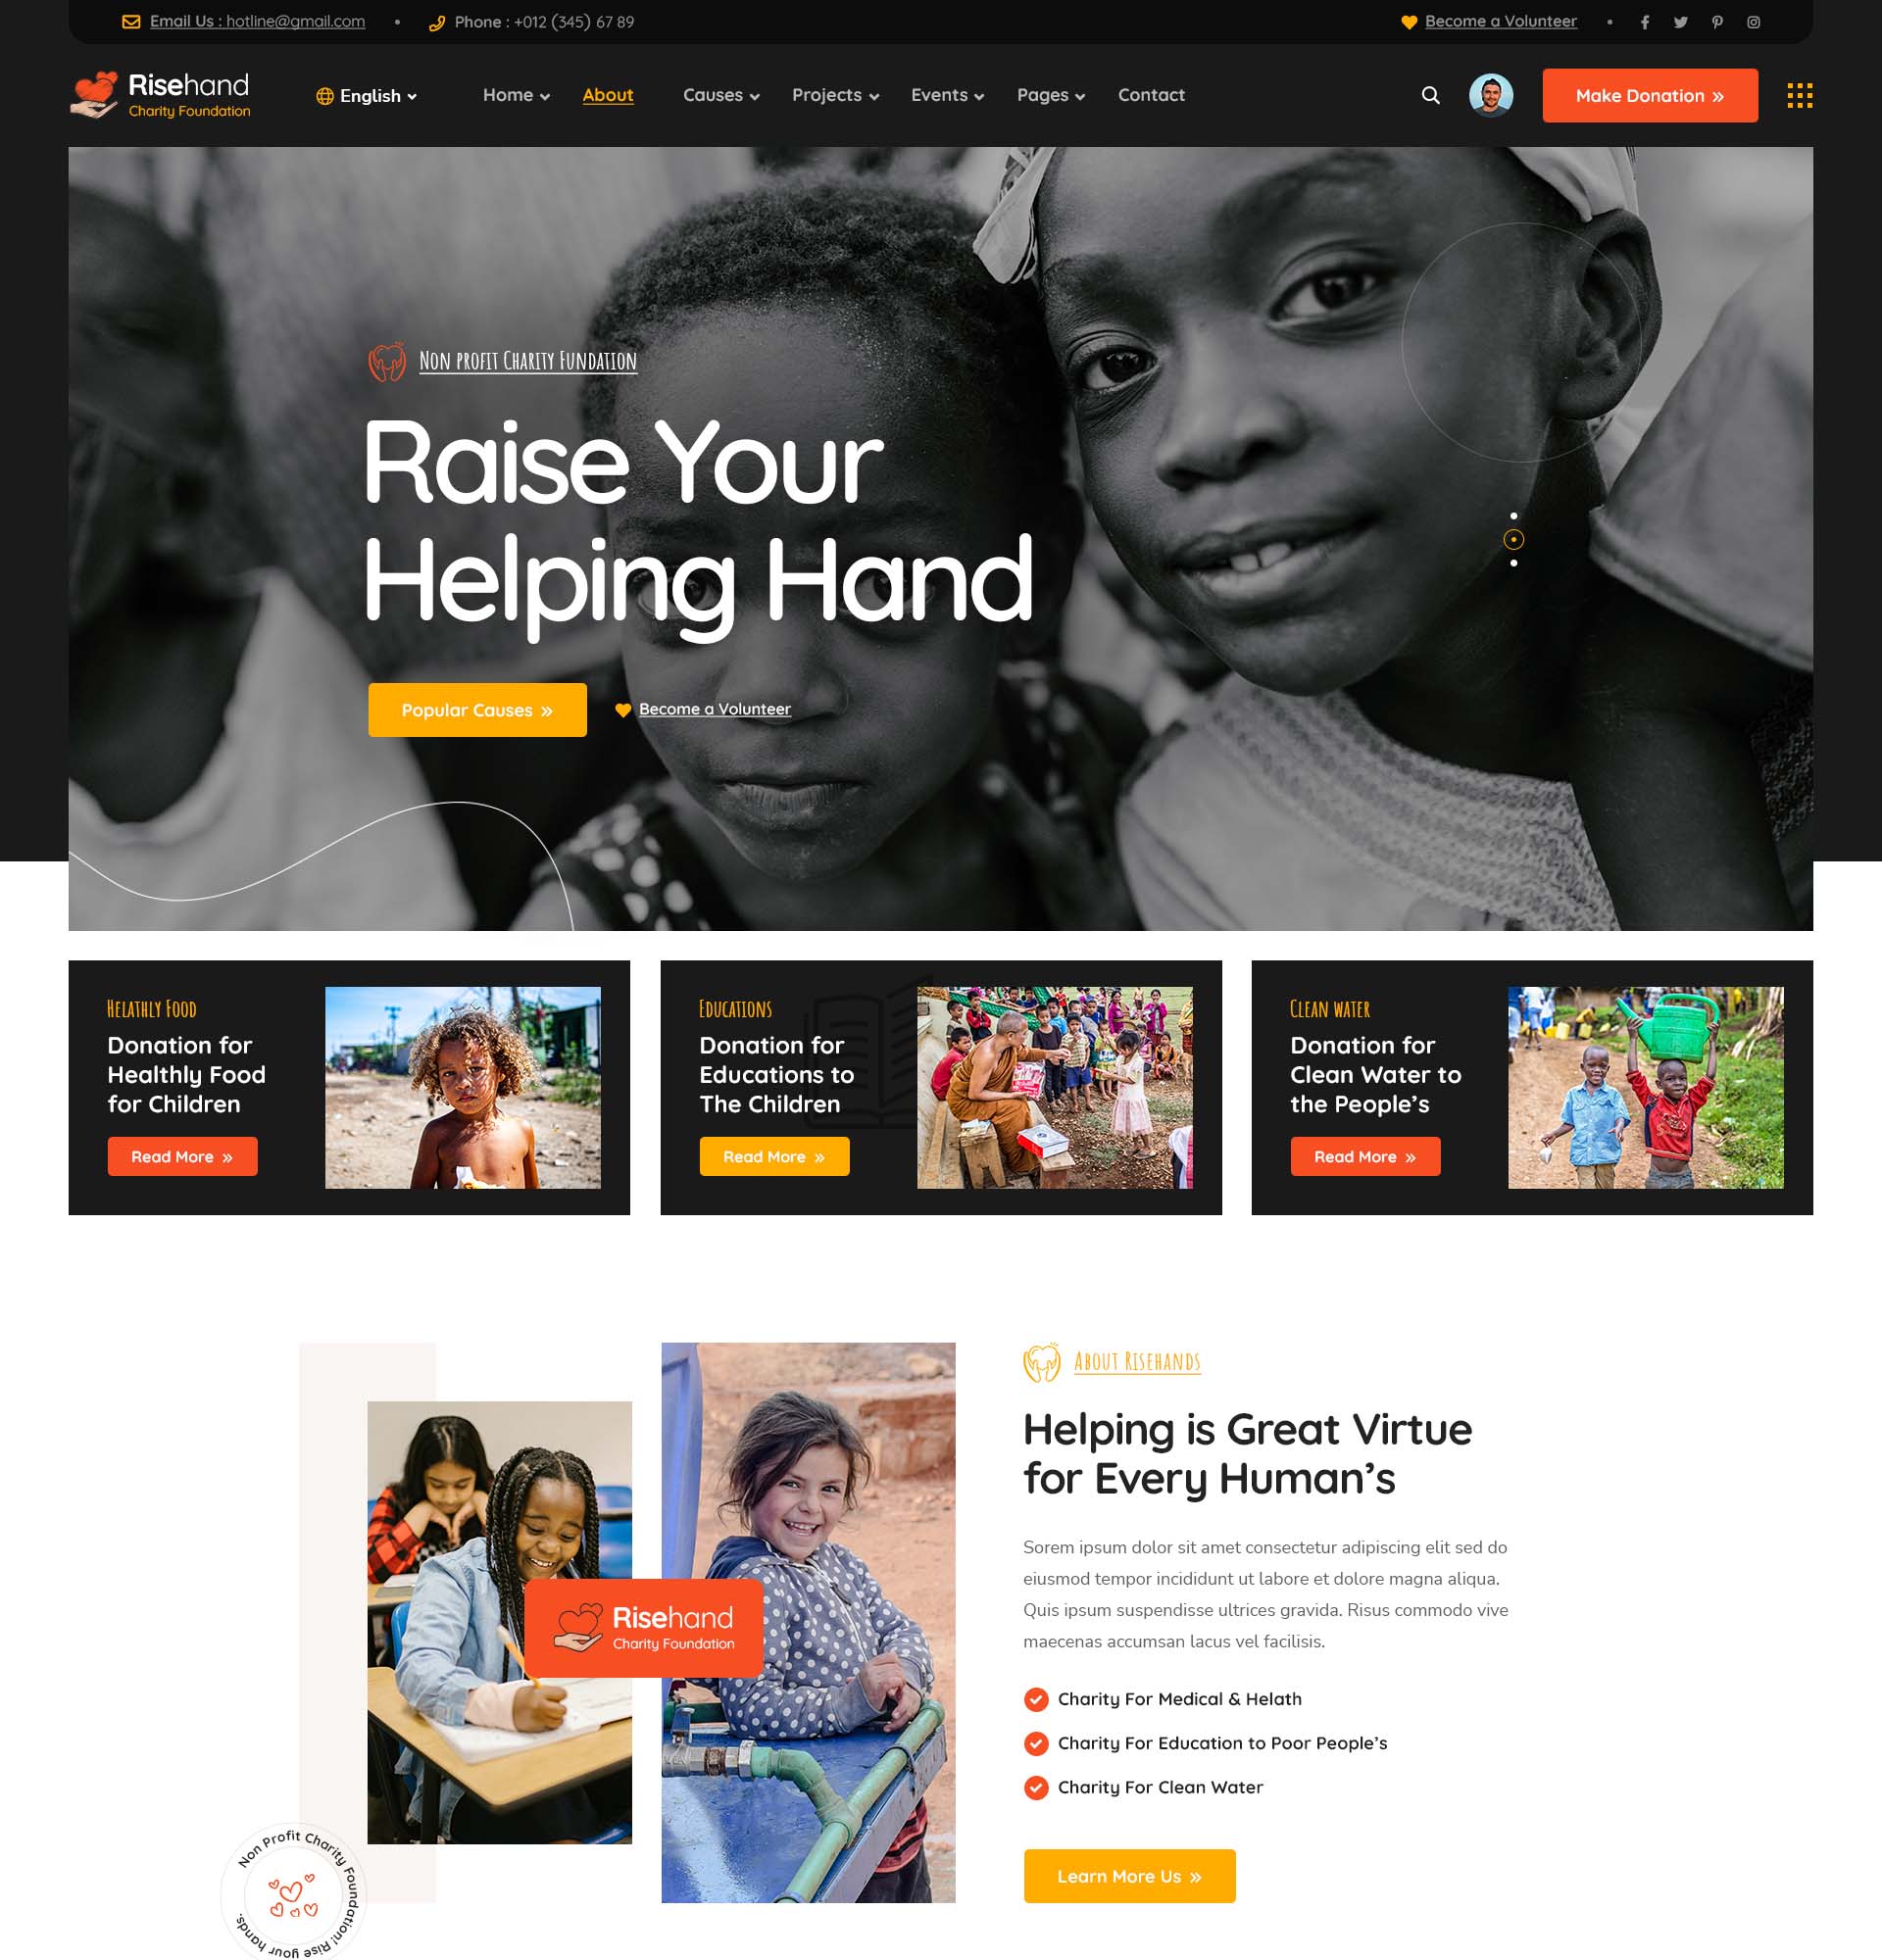 Email Us : hotline@gmail.com
Phone : +012 (345) 67 89
Become a Volunteer
Risehand
Charity Foundation
English
Home
About
Causes
Projects
Events
Pages
Contact
Make Donation »
Non profit Charity Fundation
Raise Your
Helping Hand
Popular Causes »
Become a Volunteer
Helathly Food
Donation for
Healthly Food
for Children
Read More »
Educations
Donation for
Educations to
The Children
Read More »
Clean water
Donation for
Clean Water to
the People’s
Read More »
Risehand
Charity Foundation
Non Profit Charity Foundation! Rise your hands.
About Risehands
Helping is Great Virtue
for Every Human’s
Sorem ipsum dolor sit amet consectetur adipiscing elit sed do
eiusmod tempor incididunt ut labore et dolore magna aliqua.
Quis ipsum suspendisse ultrices gravida. Risus commodo vive
maecenas accumsan lacus vel facilisis.
Charity For Medical & Helath
Charity For Education to Poor People’s
Charity For Clean Water
Learn More Us »